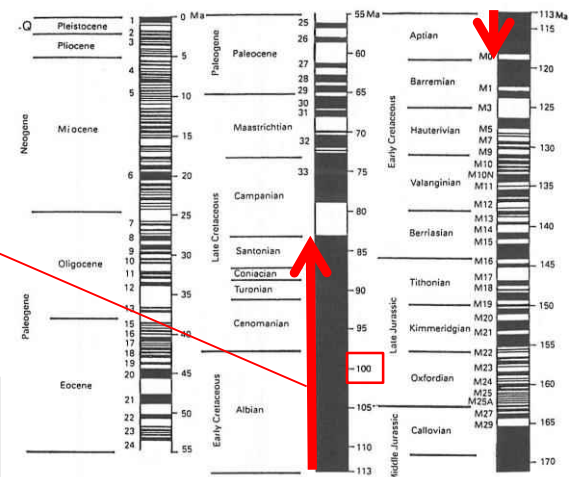 Q
Pleistocene
Pliocene
Neogene
Miocene
Oligocene
Paleogene
Eocene
1
2
3
4
5
6
7
8
9
10
11
12
13
15
16
17
18
19
20
21
22
23
24
0 Ma
5
10
15
20
25
30
35
40
45
50
55
Paleogene
Paleocene
Maastrichtian
Late Cretaceous
Campanian
Santonian
Coniacian
Turonian
Cenomanian
Early Cretaceous
Albian
25
26
27
28
29
30
31
32
33
55 Ma
60
65
70
75
80
85
90
95
100
105
110
113
Aptian
Barremian
Early Cretaceous
Hauterivian
Valanginian
Berriasian
Tithonian
Late Jurassic
Kimmeridgian
Oxfordian
Middle Jurassic
Callovian
M0
M1
M3
M5
M7
M9
M10
M10N
M11
M12
M13
M14
M15
M16
M17
M18
M19
M20
M21
M22
M23
M24
M25
M25A
M27
M29
113 Ma
115
120
125
130
135
140
145
150
155
160
165
170